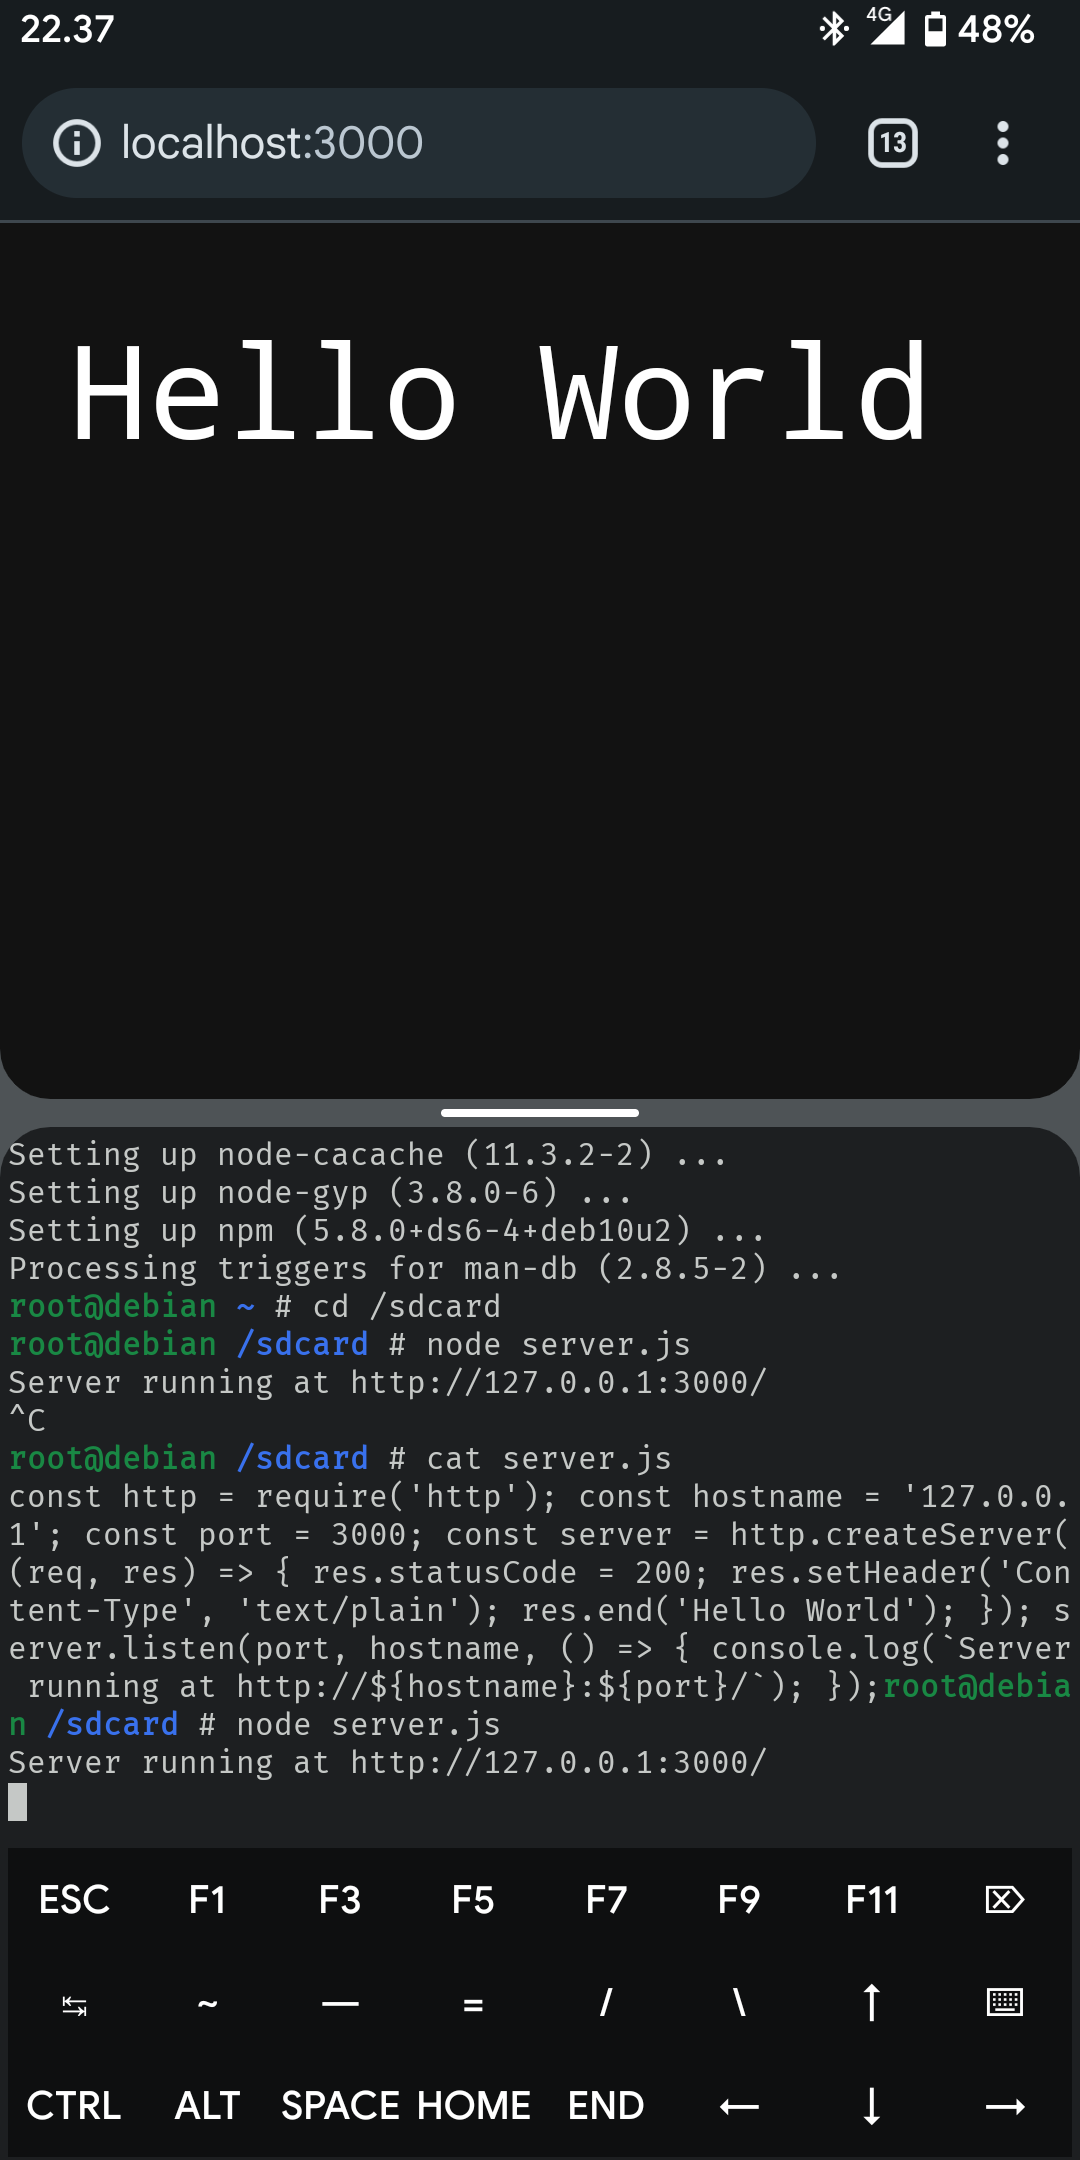 22.37 4G 48%
localhost:3000 13
Hello World
Setting up node-cacache (11.3.2-2) ...
Setting up node-gyp (3.8.0-6) ...
Setting up npm (5.8.0+ds6-4+deb10u2) ...
Processing triggers for man-db (2.8.5-2) ...
root@debian ~ # cd /sdcard
root@debian /sdcard # node server.js
Server running at http://127.0.0.1:3000/
^C
root@debian /sdcard # cat server.js
const http = require('http'); const hostname = '127.0.0.
1'; const port = 3000; const server = http.createServer(
(req, res) => { res.statusCode = 200; res.setHeader('Con
tent-Type', 'text/plain'); res.end('Hello World'); }); s
erver.listen(port, hostname, () => { console.log(`Server
 running at http://${hostname}:${port}/`); });root@debia
n /sdcard # node server.js
Server running at http://127.0.0.1:3000/
ESC F1 F3 F5 F7 F9 F11 ⌦
↹ ~ — = / \ ↑ ⌨
CTRL ALT SPACE HOME END ← ↓ →